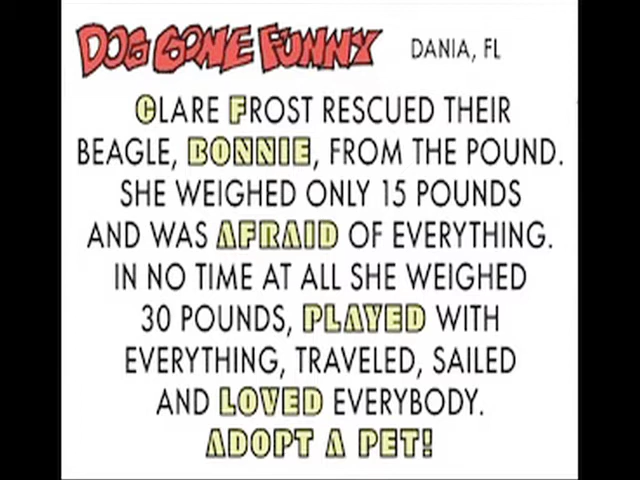 DOG GONE FUNNY DANIA, FL
CLARE FROST RESCUED THEIR
BEAGLE, BONNIE, FROM THE POUND.
SHE WEIGHED ONLY 15 POUNDS
AND WAS AFRAID OF EVERYTHING.
IN NO TIME AT ALL SHE WEIGHED
30 POUNDS, PLAYED WITH
EVERYTHING, TRAVELED, SAILED
AND LOVED EVERYBODY.
ADOPT A PET!